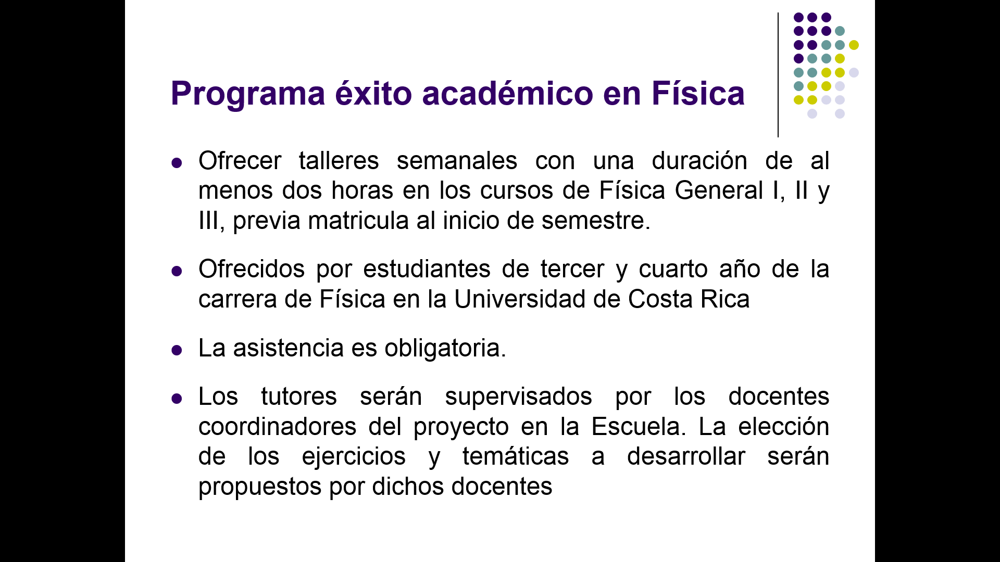 Programa éxito académico en Física
Ofrecer talleres semanales con una duración de al
menos dos horas en los cursos de Física General I, II y
III, previa matricula al inicio de semestre.
Ofrecidos por estudiantes de tercer y cuarto año de la
carrera de Física en la Universidad de Costa Rica
La asistencia es obligatoria.
Los tutores serán supervisados por los docentes
coordinadores del proyecto en la Escuela. La elección
de los ejercicios y temáticas a desarrollar serán
propuestos por dichos docentes